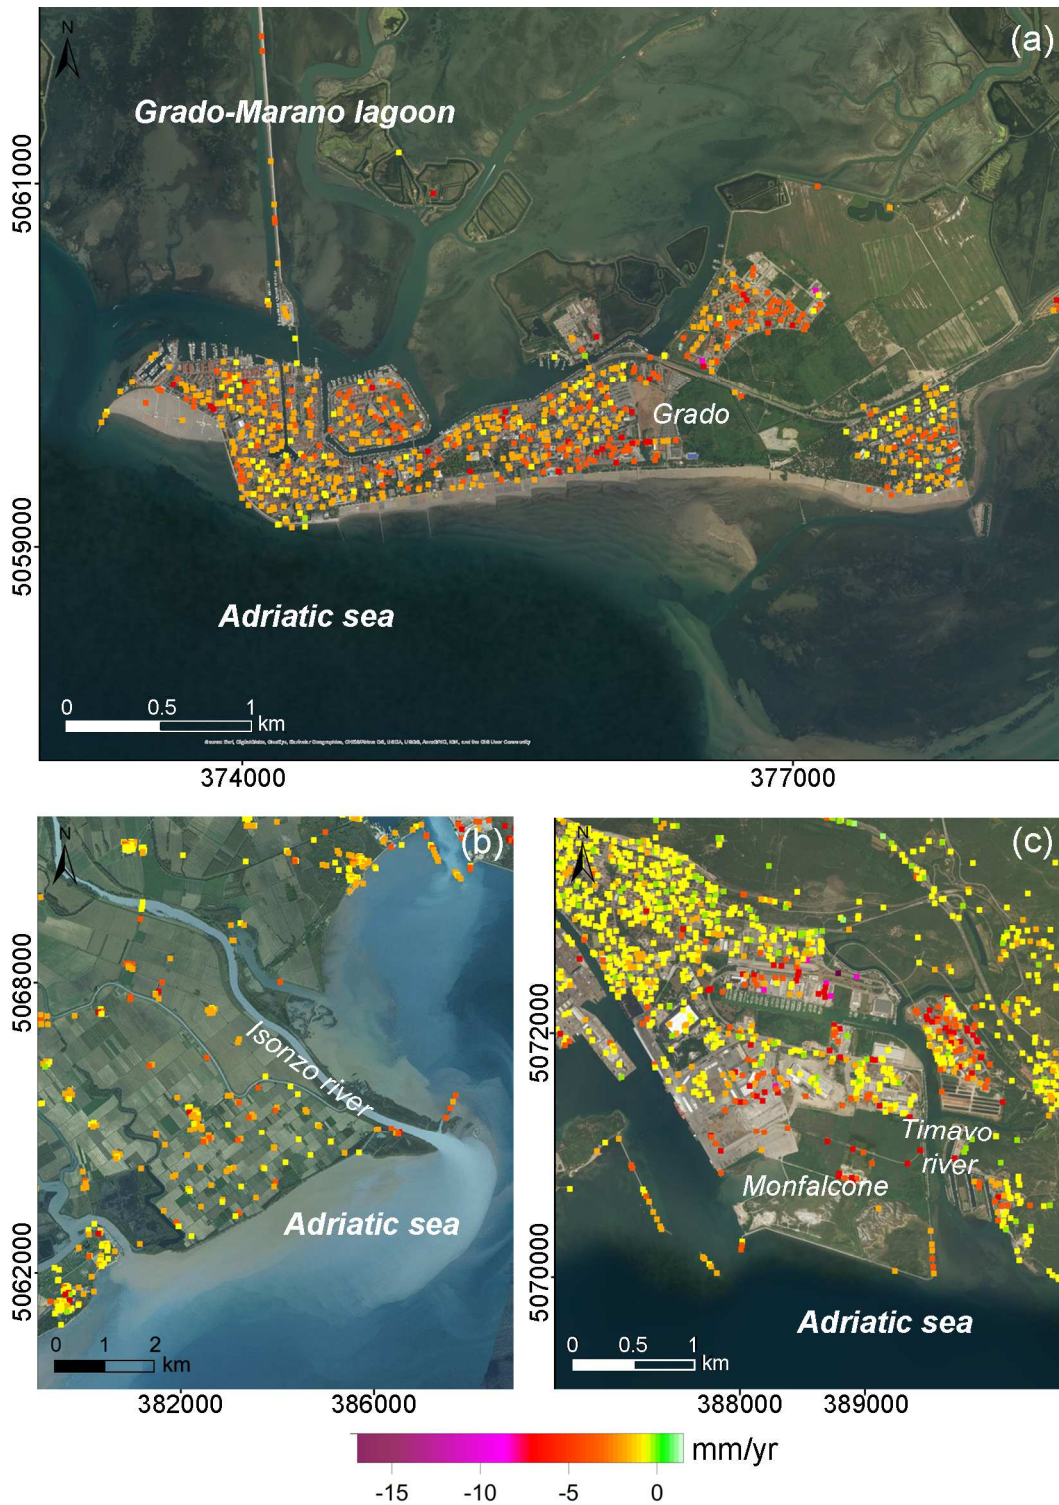 N
(a)
Grado-Marano lagoon
5061000
Grado
5059000
Adriatic sea
0 0.5 1
km
374000 377000
N
(b)
5068000
Isonzo river
Adriatic sea
5062000
0 1 2
km
382000 386000
N
(c)
5072000
Timavo
river
Monfalcone
5070000
Adriatic sea
0 0.5 1
km
388000 389000
mm/yr
-15 -10 -5 0